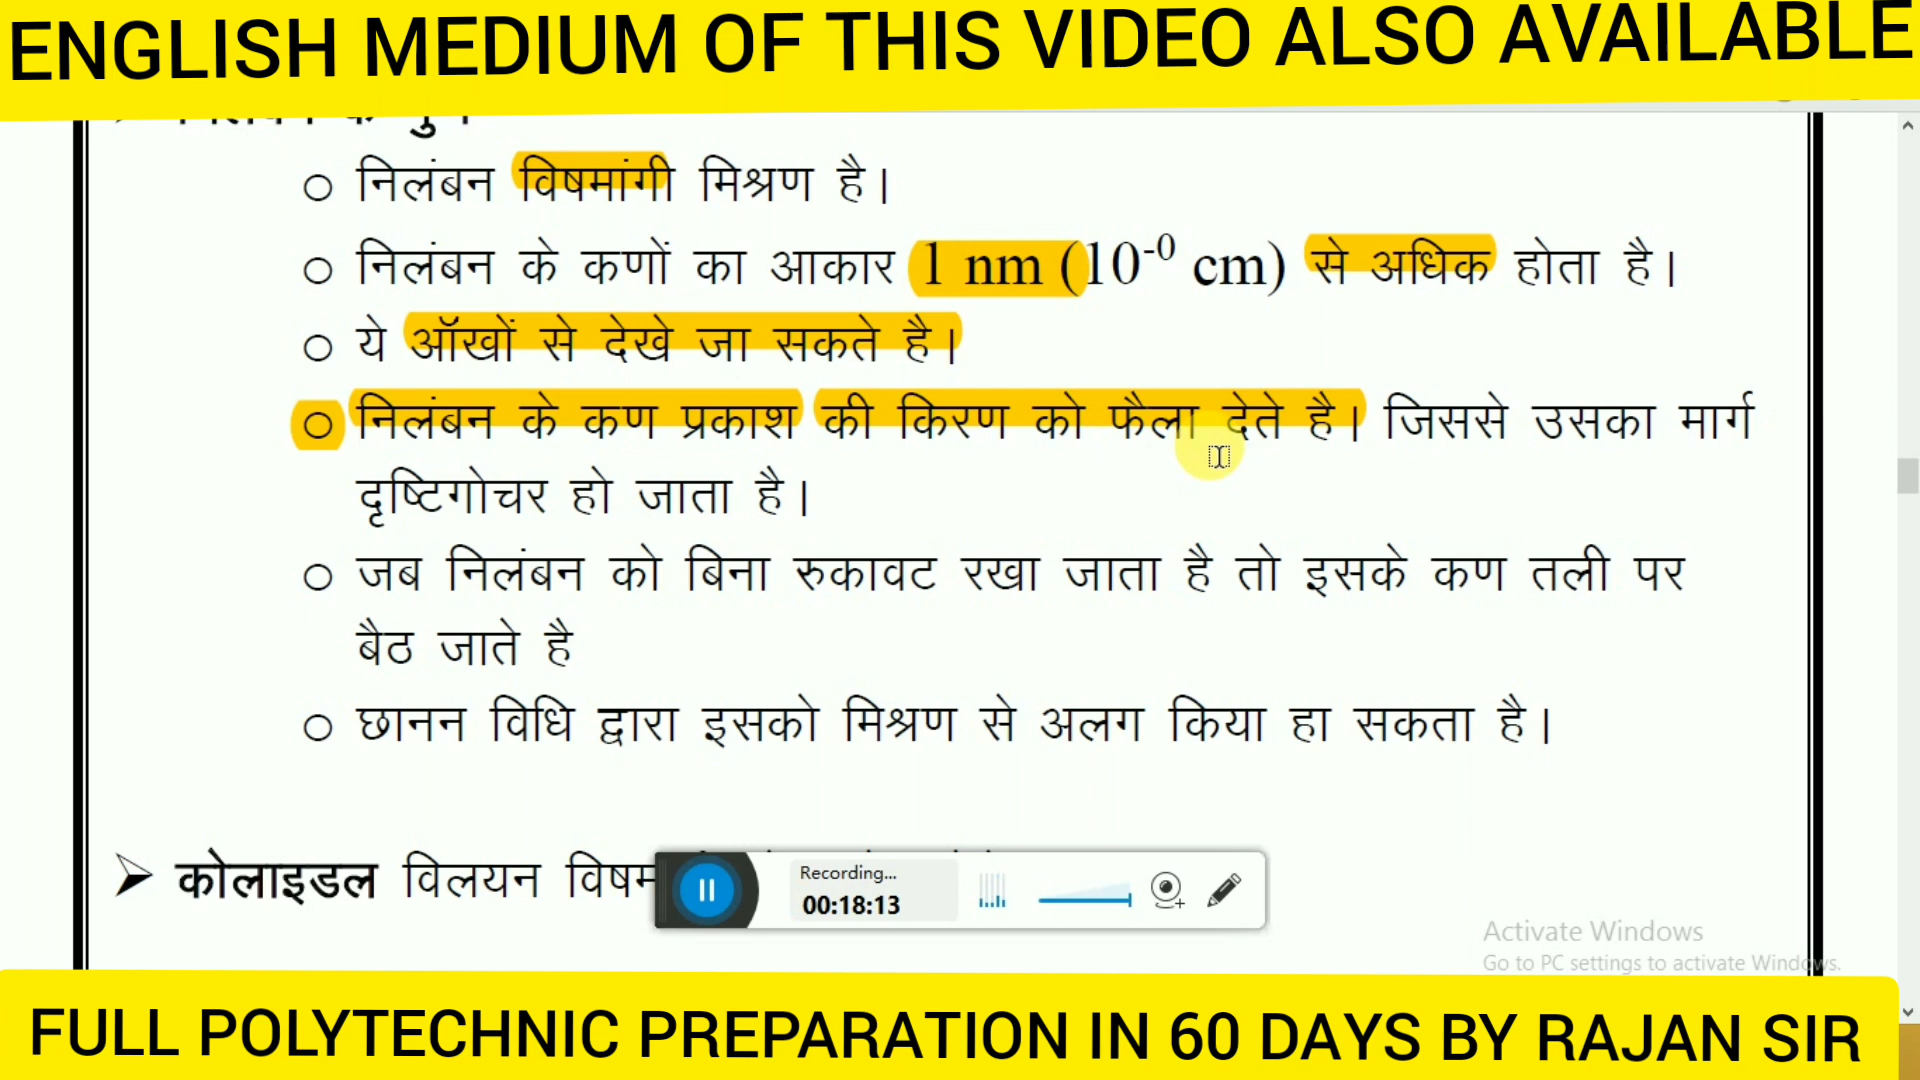 ENGLISH MEDIUM OF THIS VIDEO ALSO AVAILABLE
○ निलंबन विषमांगी मिश्रण है।
○ निलंबन के कणों का आकार 1 nm (10⁻⁰ cm) से अधिक होता है।
○ ये ऑखों से देखे जा सकते है।
○ निलंबन के कण प्रकाश की किरण को फैला देते है। जिससे उसका मार्ग
दृष्टिगोचर हो जाता है।
○ जब निलंबन को बिना रुकावट रखा जाता है तो इसके कण तली पर
बैठ जाते है
○ छानन विधि द्वारा इसको मिश्रण से अलग किया हा सकता है।
➢ कोलाइडल विलयन
Recording...
00:18:13
Activate Windows
Go to PC settings to activate Windows.
FULL POLYTECHNIC PREPARATION IN 60 DAYS BY RAJAN SIR